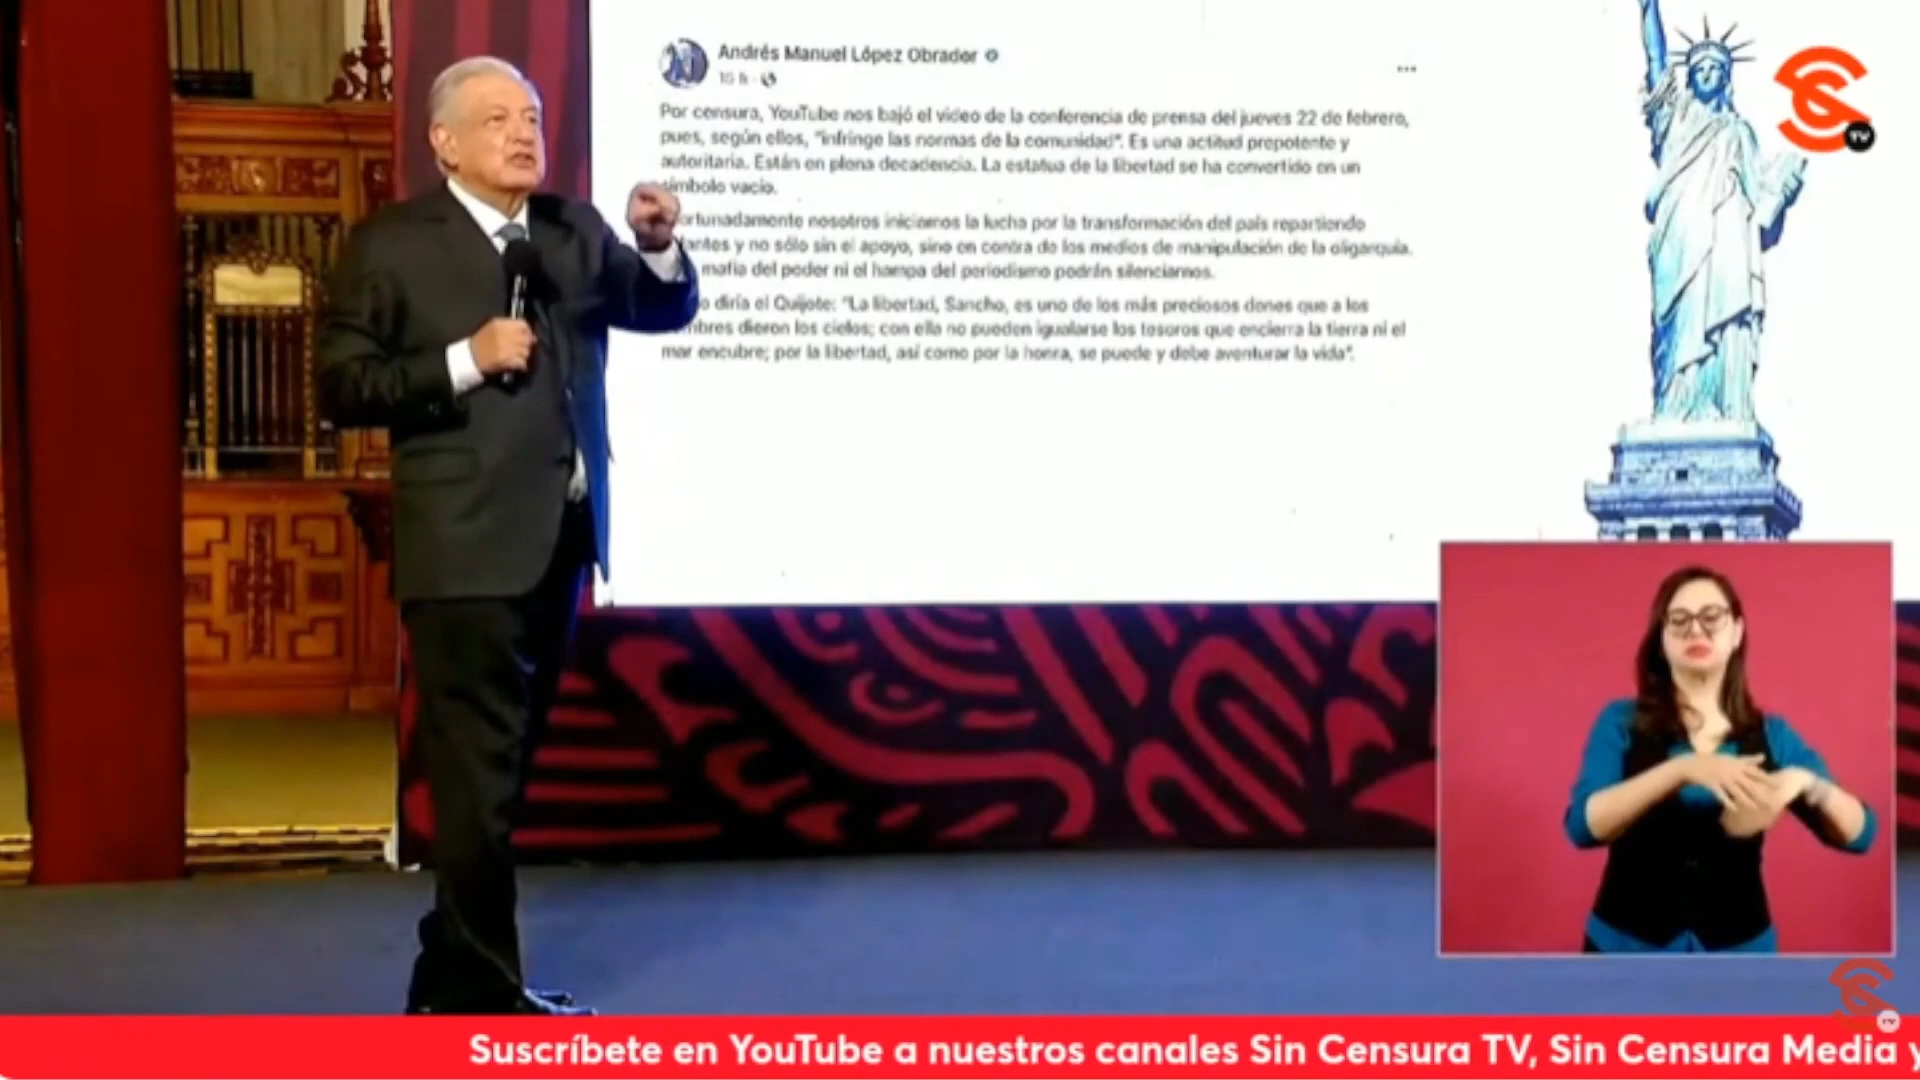 Andrés Manuel López Obrador
16 h
Por censura, YouTube nos bajó el video de la conferencia de prensa del jueves 22 de febrero,
pues, según ellos, "infringe las normas de la comunidad". Es una actitud prepotente y
autoritaria. Están en plena decadencia. La estatua de la libertad se ha convertido en un
símbolo vacío.
ortunadamente nosotros iniciamos la lucha por la transformación del país repartiendo
antes y no sólo sin el apoyo, sino en contra de los medios de manipulación de la oligarquía.
mafia del poder ni el hampa del periodismo podrán silenciarnos.
o diría el Quijote: "La libertad, Sancho, es uno de los más preciosos dones que a los
mbres dieron los cielos; con ella no pueden igualarse los tesoros que encierra la tierra ni el
mar encubre; por la libertad, así como por la honra, se puede y debe aventurar la vida".
TV
TV
Suscríbete en YouTube a nuestros canales Sin Censura TV, Sin Censura Media y